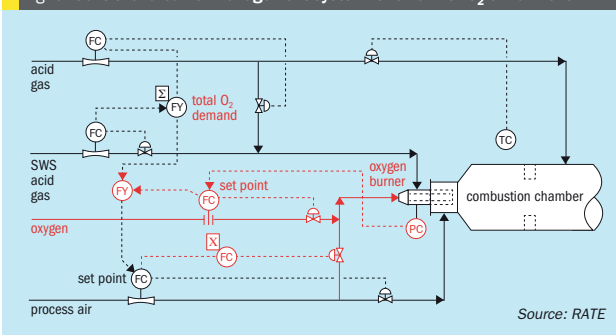 FC
acid
gas
Σ
FY
total O2
demand
FC
TC
SWS
acid
gas
oxygen
burner
FY
FC
set point
combustion chamber
oxygen
PC
X
FC
set point
FC
process air
Source: RATE